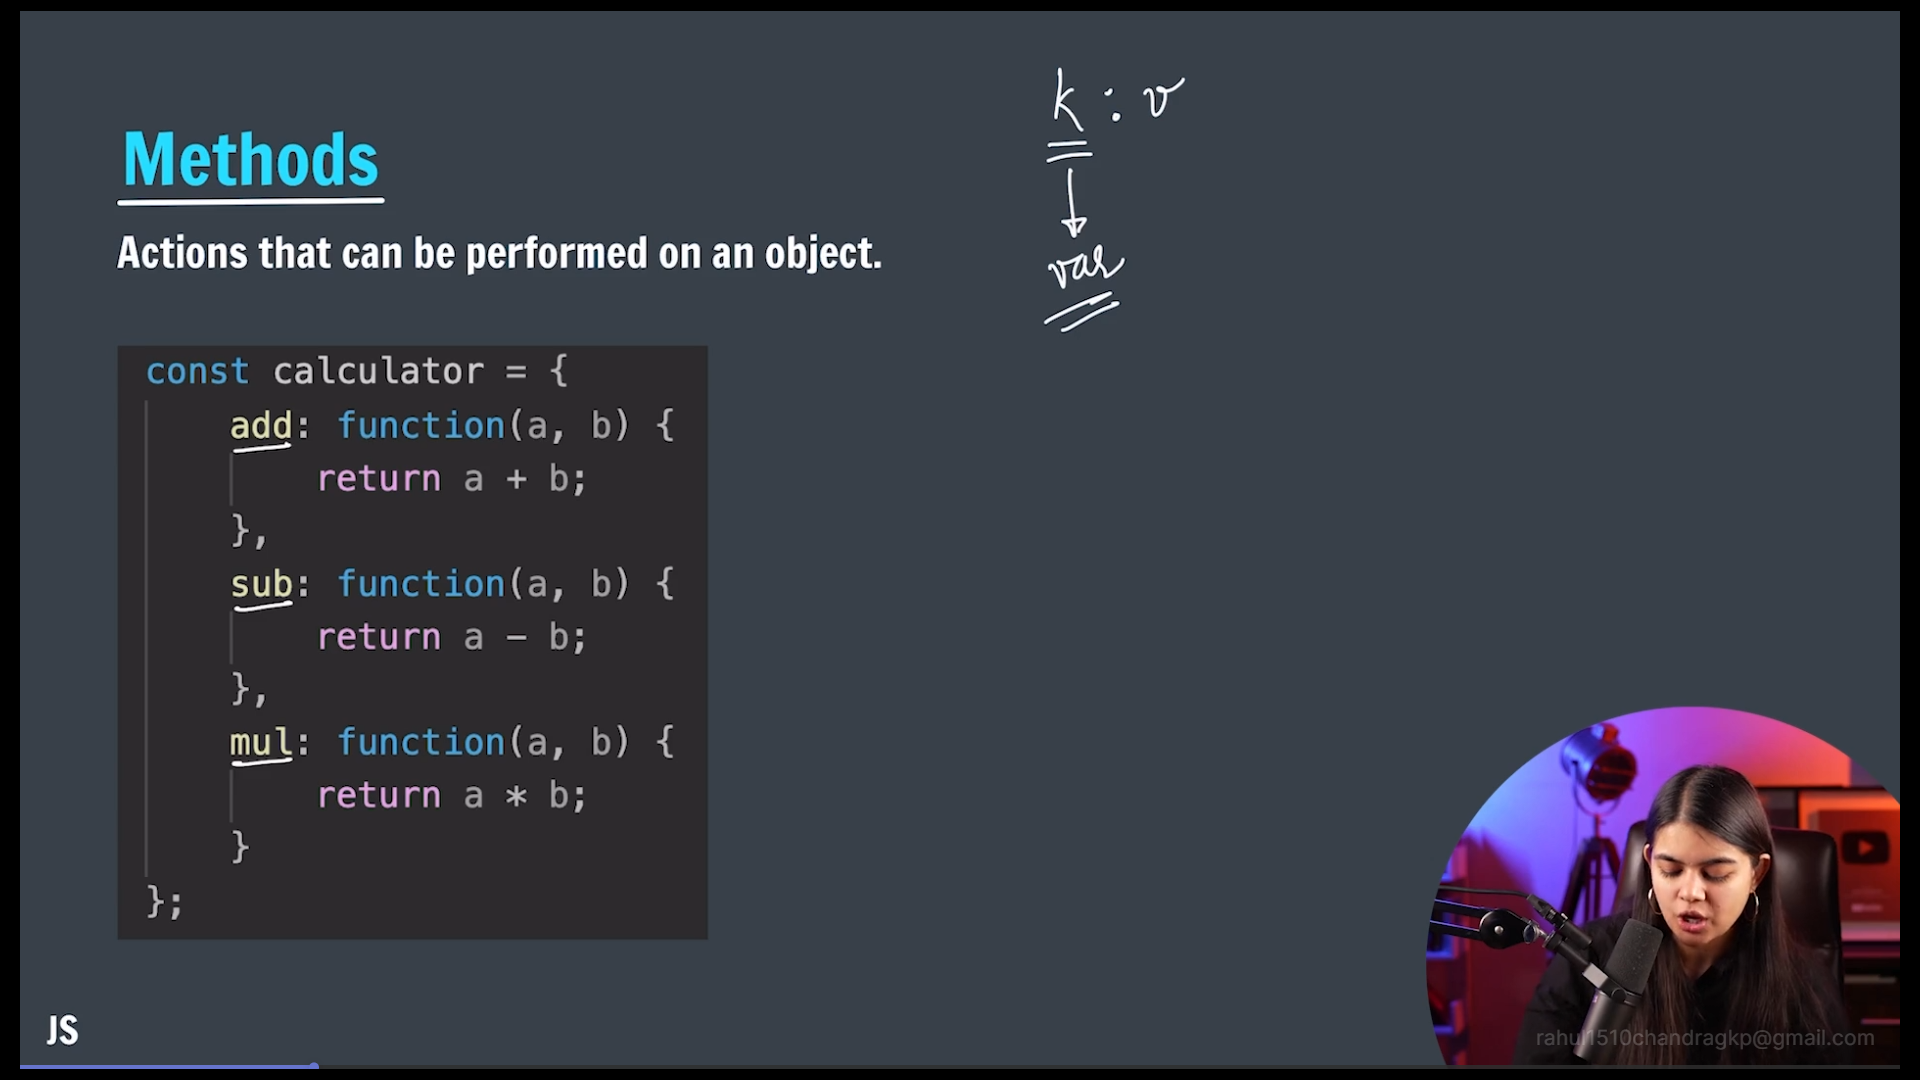 Methods
Actions that can be performed on an object.
k : v
var
const calculator = {
add: function(a, b) {
return a + b;
},
sub: function(a, b) {
return a - b;
},
mul: function(a, b) {
return a * b;
}
};
JS
rahul1510chandragkp@gmail.com